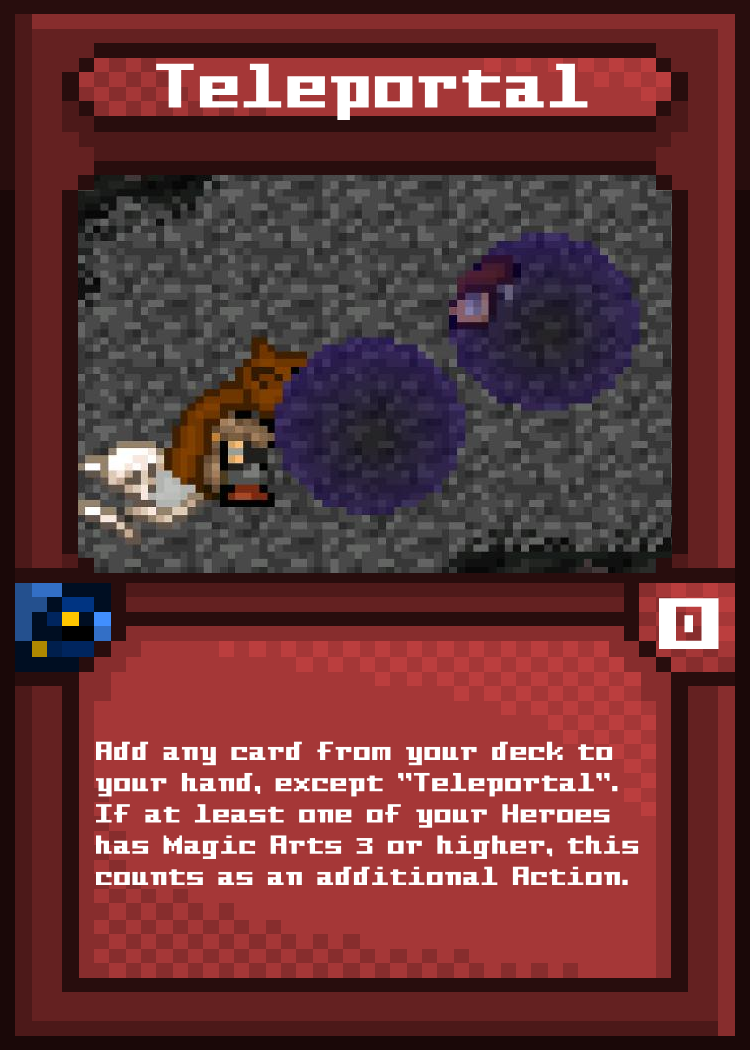 Teleportal
0
Add any card from your deck to
your hand, except "Teleportal".
If at least one of your Heroes
has Magic Arts 3 or higher, this
counts as an additional Action.